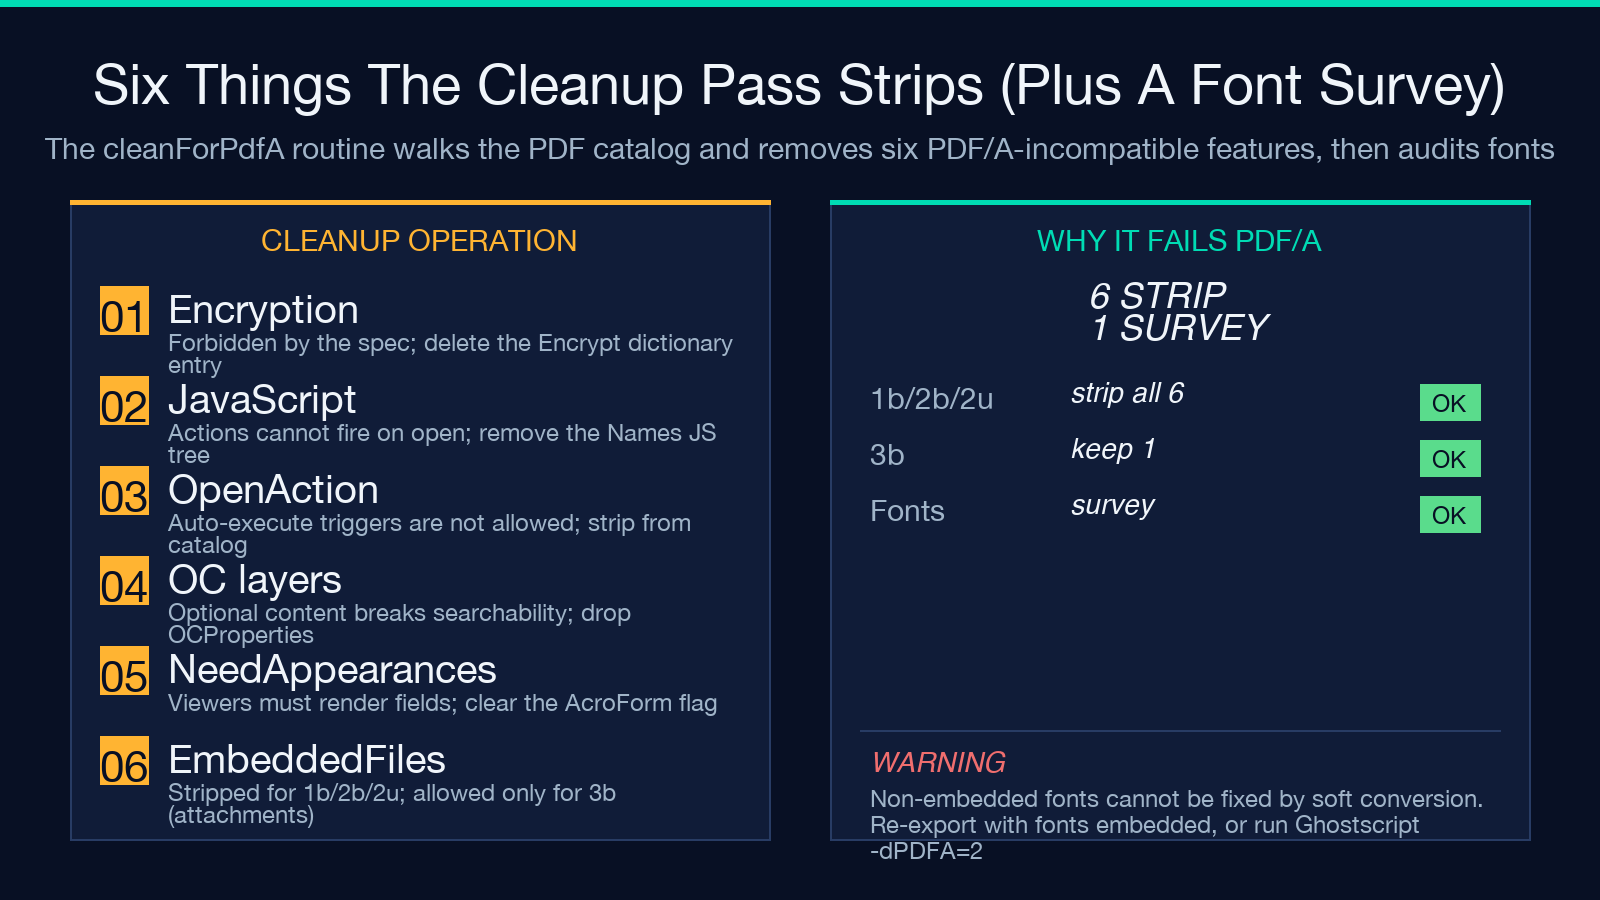 Six Things The Cleanup Pass Strips (Plus A Font Survey)
The cleanForPdfA routine walks the PDF catalog and removes six PDF/A-incompatible features, then audits fonts
CLEANUP OPERATION
01 Encryption
Forbidden by the spec; delete the Encrypt dictionary
entry
02 JavaScript
Actions cannot fire on open; remove the Names JS
tree
03 OpenAction
Auto-execute triggers are not allowed; strip from
catalog
04 OC layers
Optional content breaks searchability; drop
OCProperties
05 NeedAppearances
Viewers must render fields; clear the AcroForm flag
06 EmbeddedFiles
Stripped for 1b/2b/2u; allowed only for 3b
(attachments)
WHY IT FAILS PDF/A
6 STRIP
1 SURVEY
1b/2b/2u strip all 6 OK
3b keep 1 OK
Fonts survey OK
WARNING
Non-embedded fonts cannot be fixed by soft conversion.
Re-export with fonts embedded, or run Ghostscript
-dPDFA=2